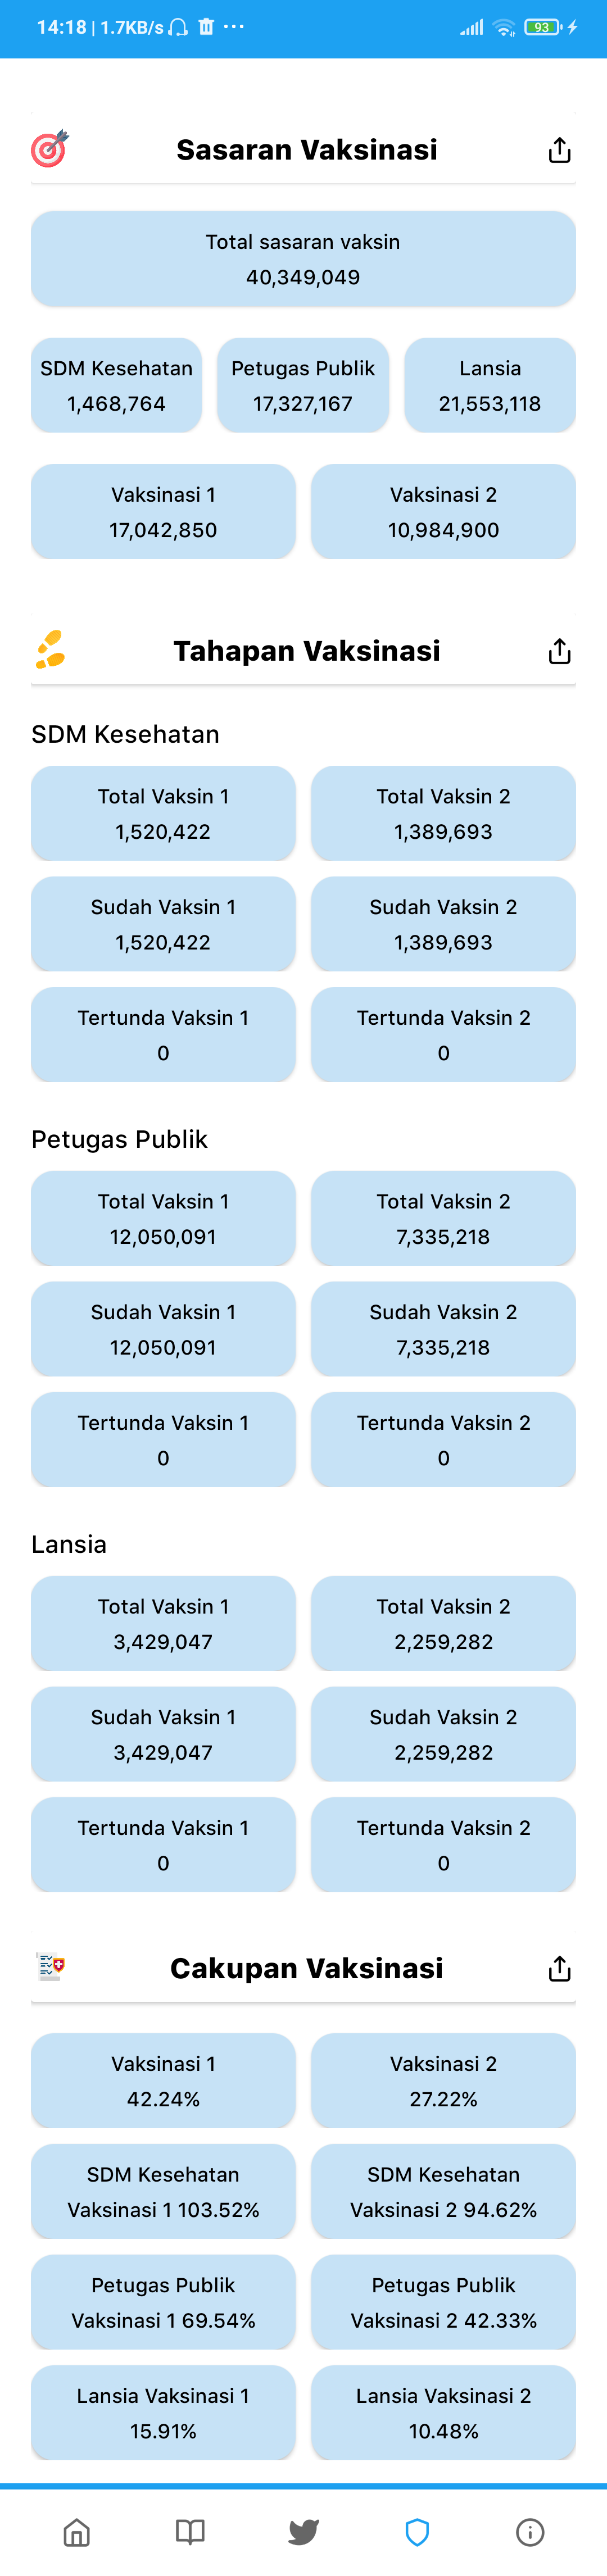 14:18 | 1.7KB/s ... 93
Sasaran Vaksinasi
Total sasaran vaksin
40,349,049
SDM Kesehatan Petugas Publik Lansia
1,468,764 17,327,167 21,553,118
Vaksinasi 1 Vaksinasi 2
17,042,850 10,984,900
Tahapan Vaksinasi
SDM Kesehatan
Total Vaksin 1 Total Vaksin 2
1,520,422 1,389,693
Sudah Vaksin 1 Sudah Vaksin 2
1,520,422 1,389,693
Tertunda Vaksin 1 Tertunda Vaksin 2
0 0
Petugas Publik
Total Vaksin 1 Total Vaksin 2
12,050,091 7,335,218
Sudah Vaksin 1 Sudah Vaksin 2
12,050,091 7,335,218
Tertunda Vaksin 1 Tertunda Vaksin 2
0 0
Lansia
Total Vaksin 1 Total Vaksin 2
3,429,047 2,259,282
Sudah Vaksin 1 Sudah Vaksin 2
3,429,047 2,259,282
Tertunda Vaksin 1 Tertunda Vaksin 2
0 0
Cakupan Vaksinasi
Vaksinasi 1 Vaksinasi 2
42.24% 27.22%
SDM Kesehatan SDM Kesehatan
Vaksinasi 1 103.52% Vaksinasi 2 94.62%
Petugas Publik Petugas Publik
Vaksinasi 1 69.54% Vaksinasi 2 42.33%
Lansia Vaksinasi 1 Lansia Vaksinasi 2
15.91% 10.48%